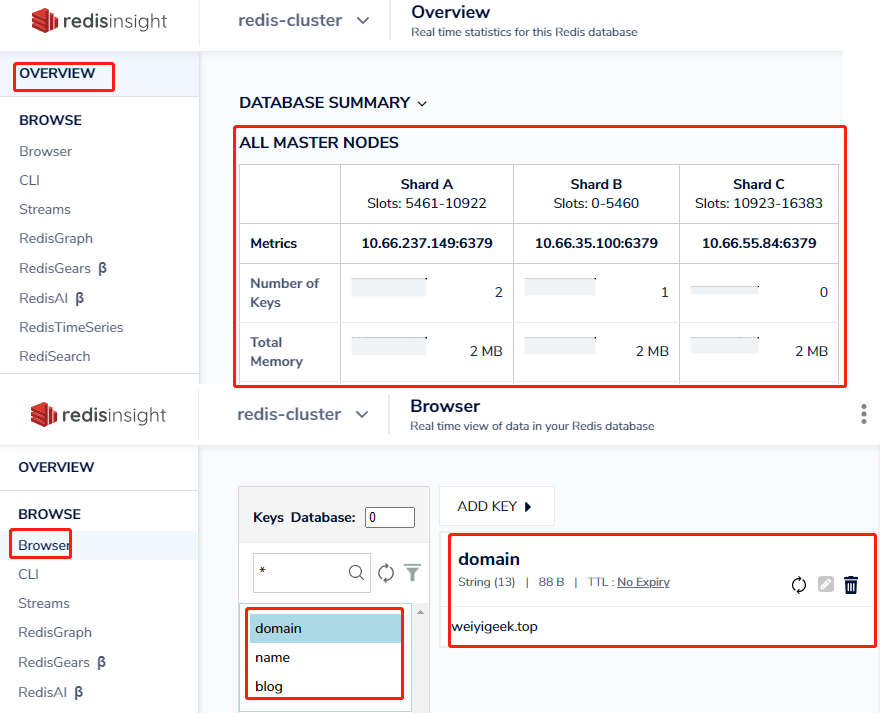 redisinsight
redis-cluster
Overview
Real time statistics for this Redis database
OVERVIEW
BROWSE
Browser
CLI
Streams
RedisGraph
RedisGears β
RedisAI β
RedisTimeSeries
RediSearch
DATABASE SUMMARY
ALL MASTER NODES
Shard A Shard B Shard C
Slots: 5461-10922 Slots: 0-5460 Slots: 10923-16383
Metrics 10.66.237.149:6379 10.66.35.100:6379 10.66.55.84:6379
Number of
Keys 2 1 0
Total
Memory 2 MB 2 MB 2 MB
redisinsight
redis-cluster
Browser
Real time view of data in your Redis database
OVERVIEW
BROWSE
Browser
CLI
Streams
RedisGraph
RedisGears β
RedisAI β
Keys Database: 0
*
domain
name
blog
ADD KEY
domain
String (13) | 88 B | TTL : No Expiry
weiyigeek.top